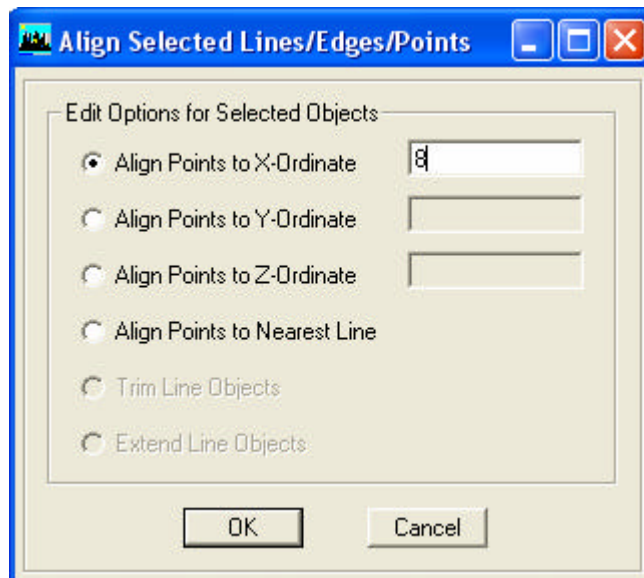 Align Selected Lines/Edges/Points
Edit Options for Selected Objects
Align Points to X-Ordinate
8
Align Points to Y-Ordinate
Align Points to Z-Ordinate
Align Points to Nearest Line
Trim Line Objects
Extend Line Objects
OK
Cancel